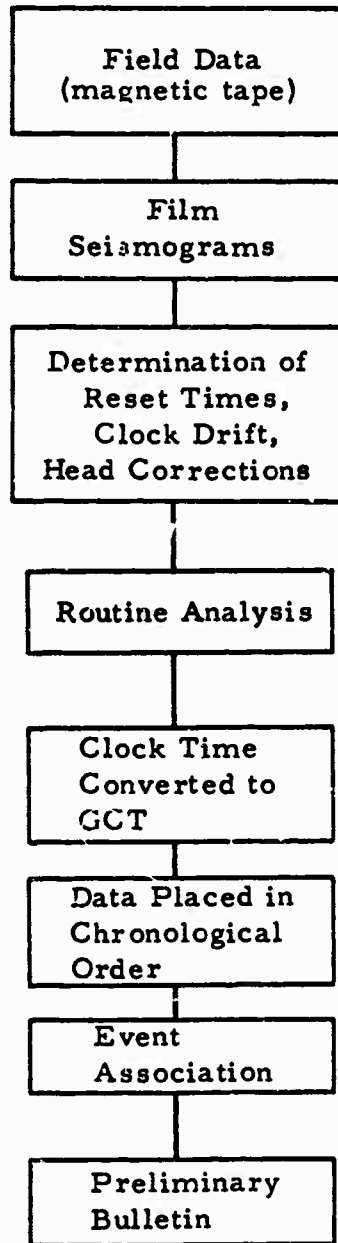 Field Data
(magnetic tape)
Film
Seismograms
Determination of
Reset Times,
Clock Drift,
Head Corrections
Routine Analysis
Clock Time
Converted to
GCT
Data Placed in
Chronological
Order
Event
Association
Preliminary
Bulletin